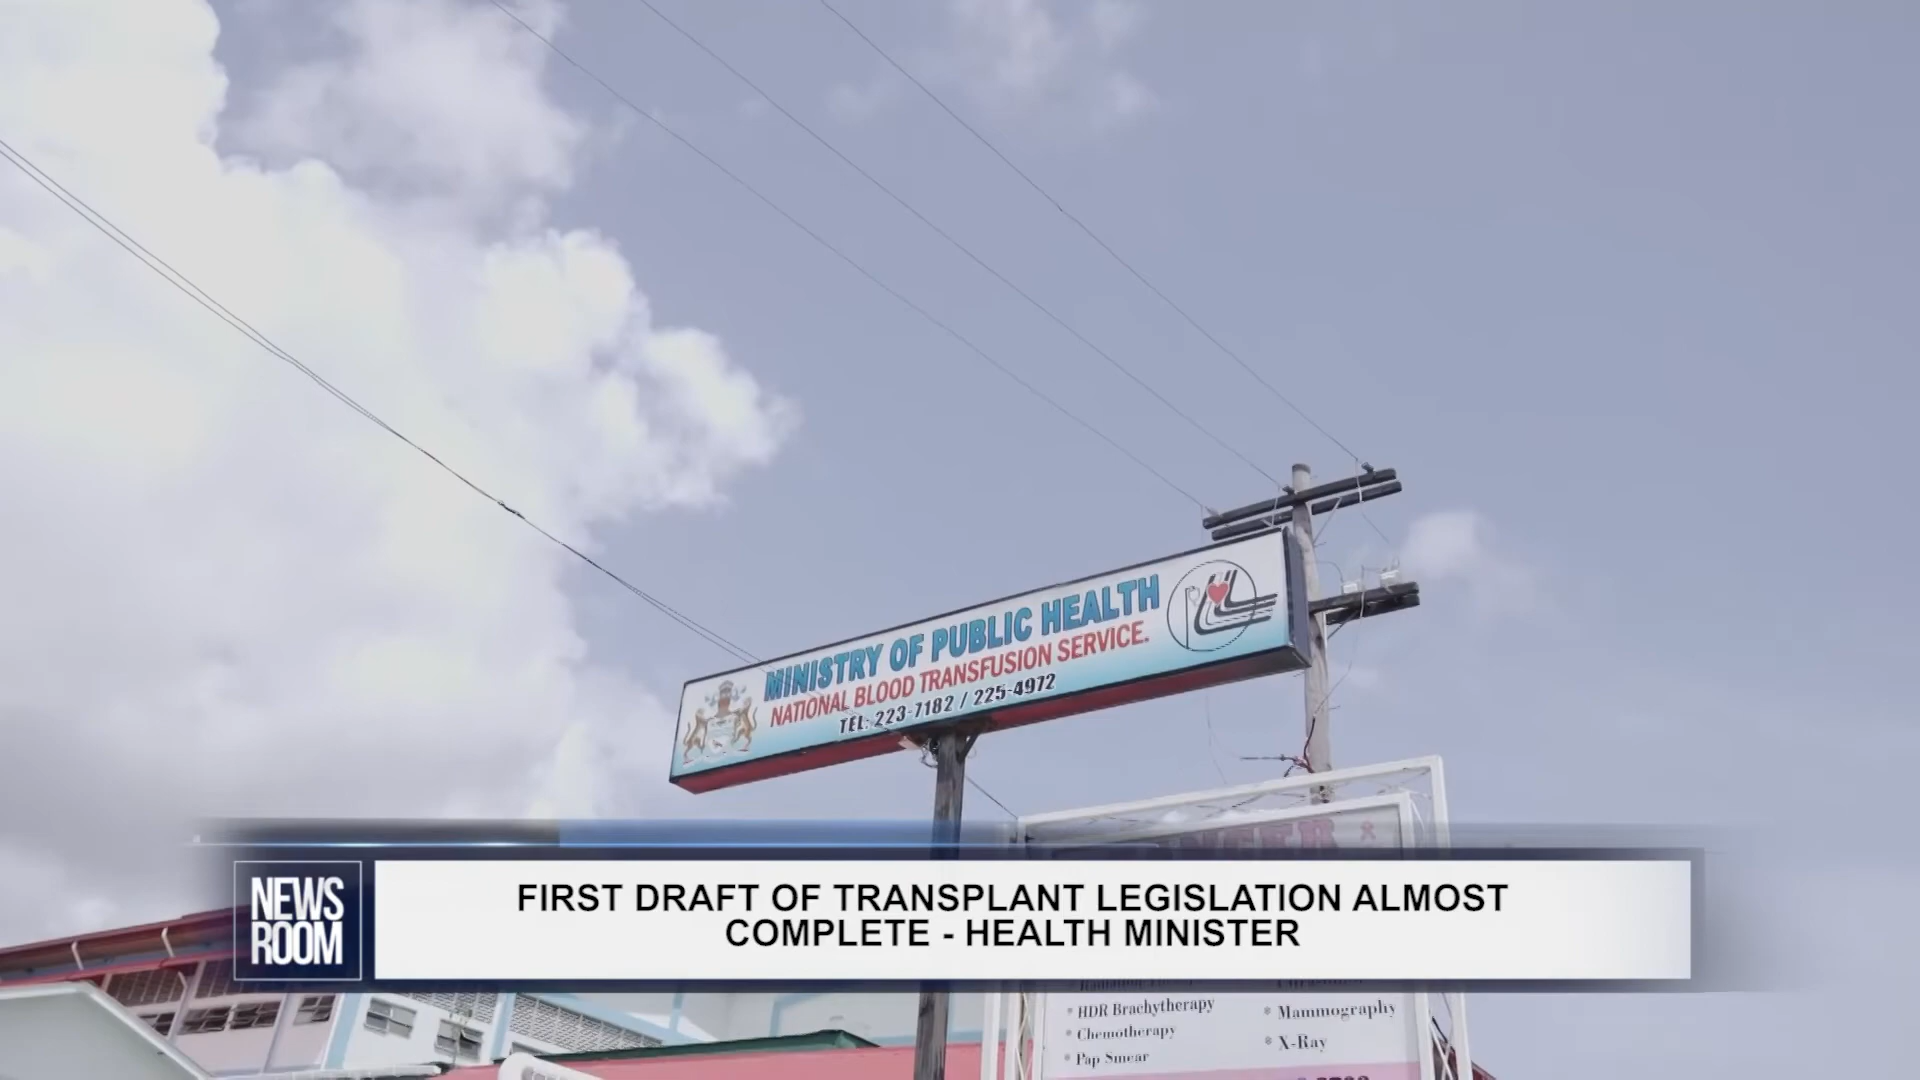 MINISTRY OF PUBLIC HEALTH
NATIONAL BLOOD TRANSFUSION SERVICE.
TEL: 223-7182 / 225-4972
NEWS
ROOM
FIRST DRAFT OF TRANSPLANT LEGISLATION ALMOST
COMPLETE - HEALTH MINISTER
* HDR Brachytherapy
* Mammography
* Chemotherapy
* X-Ray
* Pap Smear